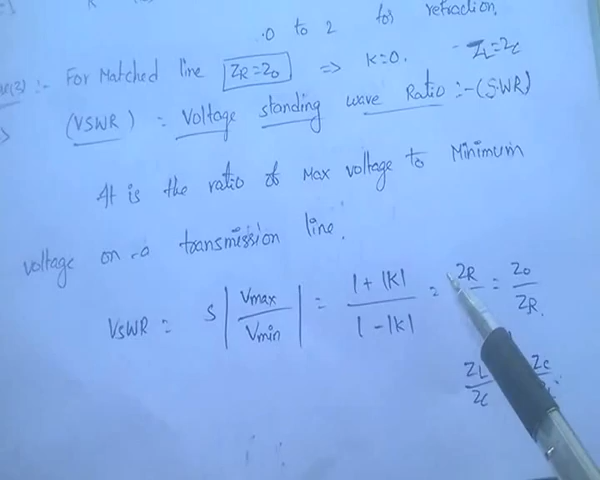 0 to 2 for refraction.
:- For Matched line ZR=Z0 => K=0. - ZL=Zc
(VSWR) = Voltage standing wave Ratio :- (SWR)
It is the ratio of Max voltage to Minimum
voltage on a transmission line.
VSWR = S |Vmax/Vmin| = 1+|K| / 1-|K| = ZR = Z0/ZR.
ZL/Zc Zc